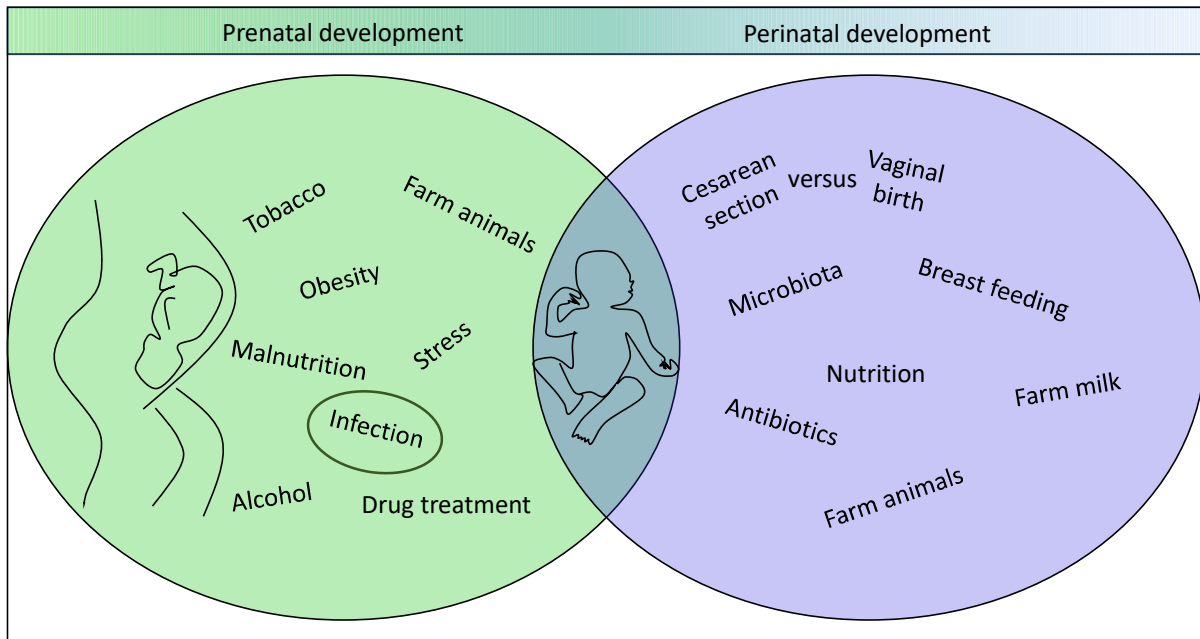 Prenatal development
Perinatal development
Tobacco
Farm animals
Obesity
Malnutrition
Stress
Infection
Alcohol
Drug treatment
Cesarean
section
versus
Vaginal
birth
Microbiota
Breast feeding
Nutrition
Farm milk
Antibiotics
Farm animals